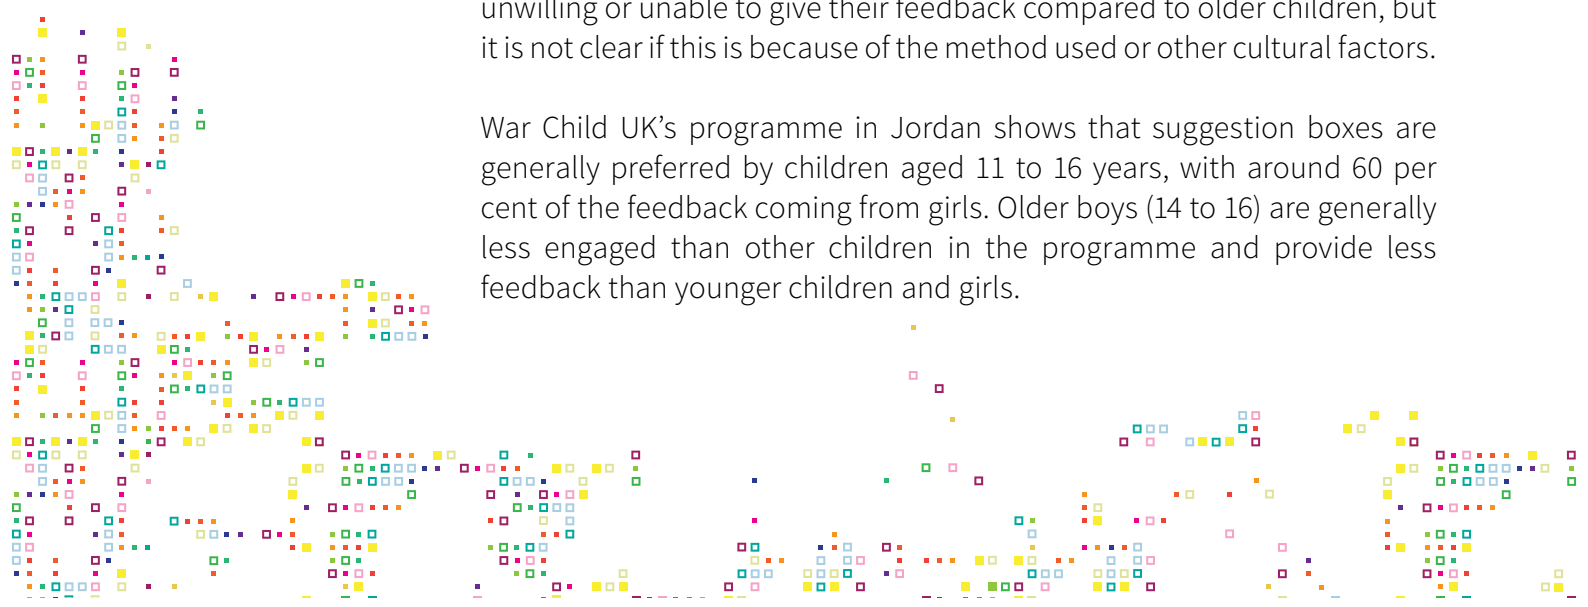 unwilling or unable to give their feedback compared to older children, but
it is not clear if this is because of the method used or other cultural factors.
War Child UK’s programme in Jordan shows that suggestion boxes are
generally preferred by children aged 11 to 16 years, with around 60 per
cent of the feedback coming from girls. Older boys (14 to 16) are generally
less engaged than other children in the programme and provide less
feedback than younger children and girls.